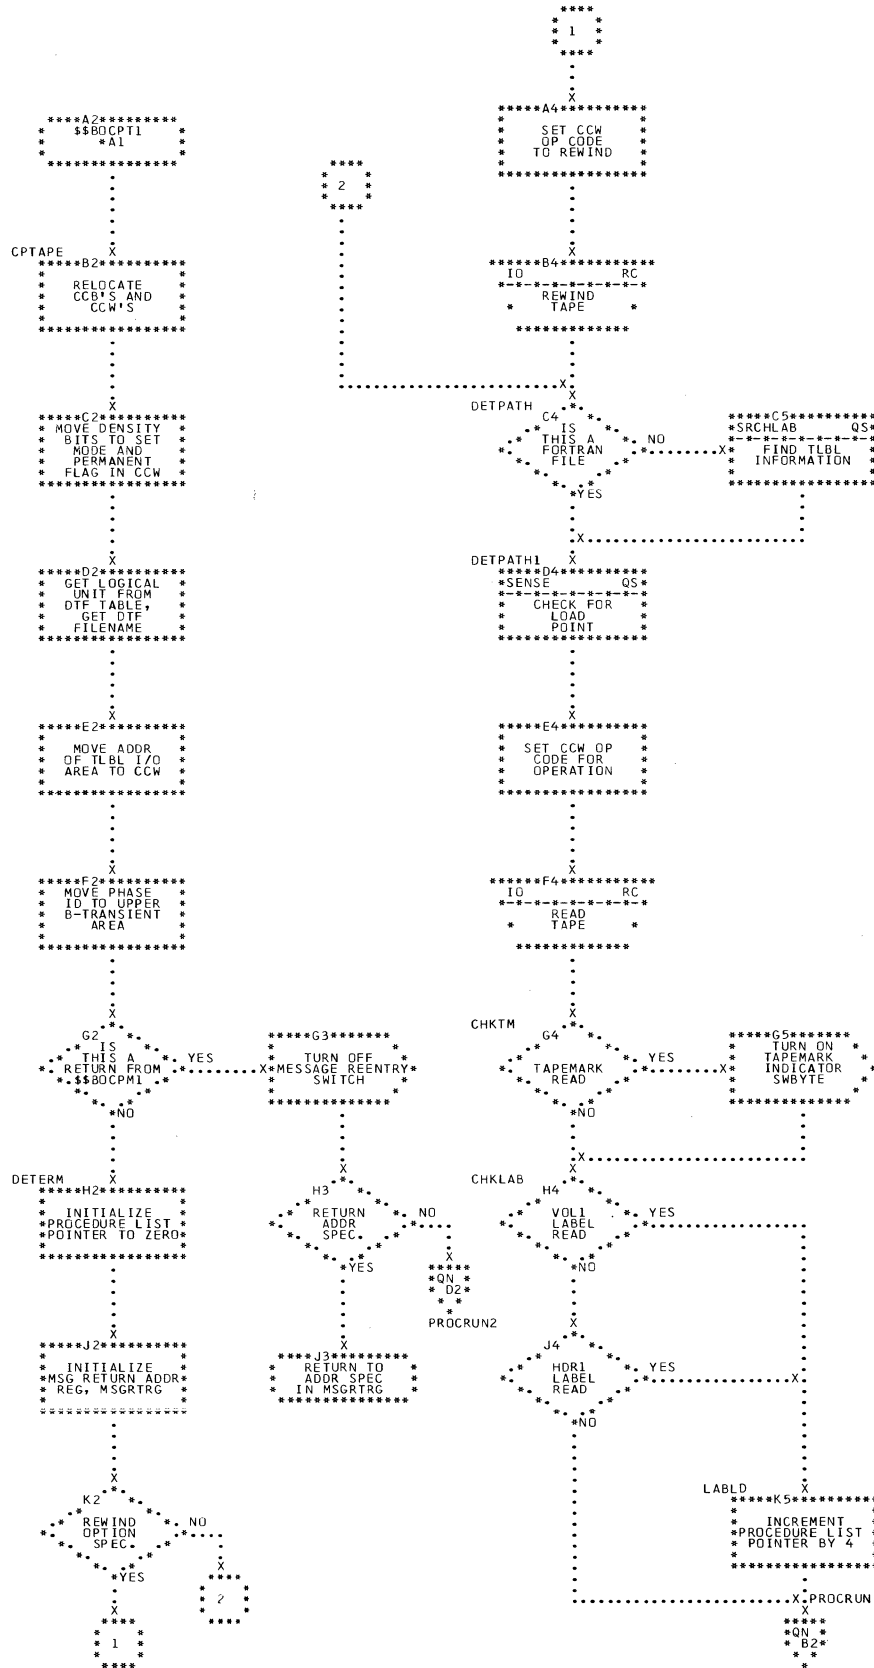 1
A2
$$BOCPT1
*A1
CPTAPE
B2
RELOCATE
CCB'S AND
CCW'S
C2
MOVE DENSITY
BITS TO SET
MODE AND
PERMANENT
FLAG IN CCW
D2
GET LOGICAL
UNIT FROM
DTF TABLE,
GET DTF
FILENAME
E2
MOVE ADDR
OF TLBL I/O
AREA TO CCW
F2
MOVE PHASE
ID TO UPPER
B-TRANSIENT
AREA
G2
IS
THIS A
RETURN FROM
$$BOCPM1
YES
NO
G3
TURN OFF
MESSAGE REENTRY
SWITCH
H3
RETURN
ADDR
SPEC.
NO
YES
QN
D2
PROCRUN2
J3
RETURN TO
ADDR SPEC
IN MSGRTRG
DETERM
H2
INITIALIZE
PROCEDURE LIST
POINTER TO ZERO
J2
INITIALIZE
MSG RETURN ADDR
REG, MSGRTRG
K2
REWIND
OPTION
SPEC.
NO
YES
2
1
A4
SET CCW
OP CODE
TO REWIND
2
B4
IO RC
REWIND
TAPE
DETPATH
C4
IS
THIS A
FORTRAN
FILE
NO
YES
C5
SRCHLAB QS
FIND TLBL
INFORMATION
DETPATH1
D4
SENSE QS
CHECK FOR
LOAD
POINT
E4
SET CCW OP
CODE FOR
OPERATION
F4
IO RC
READ
TAPE
CHKTM
G4
TAPEMARK
READ
YES
NO
G5
TURN ON
TAPEMARK
INDICATOR
SWBYTE
CHKLAB
H4
VOL1
LABEL
READ
YES
NO
J4
HDR1
LABEL
READ
YES
NO
LABLD
K5
INCREMENT
PROCEDURE LIST
POINTER BY 4
PROCRUN
QN
B2